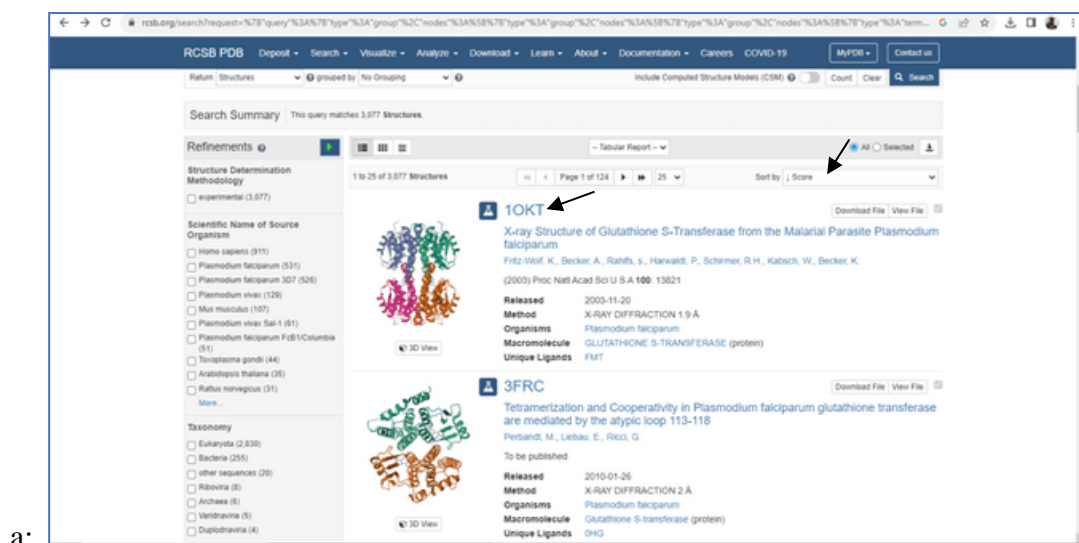 rcsb.org/search?request=%7B"query"%3A%7B"type"%3A"group"%2C"nodes"%3A%5B%7B"type"%3A"group"%2C"nodes"%3A%5B%7B"type"%3A"group"%2C"nodes"%3A%5B%7B"type"%3A"term...
RCSB PDB Deposit Search Visualize Analyze Download Learn About Documentation Careers COVID-19 MyPDB Contact us
Return Structures grouped by No Grouping Include Computed Structure Models (CSM) Count Clear Search
Search Summary This query matches 3,077 Structures.
Refinements -- Tabular Report -- All Selected
Structure Determination Methodology
experimental (3,077)
1 to 25 of 3,077 Structures Page 1 of 124 25 Sort by ↓ Score
Scientific Name of Source
Organism
Homo sapiens (911)
Plasmodium falciparum (531)
Plasmodium falciparum 3D7 (526)
Plasmodium vivax (129)
Mus musculus (107)
Plasmodium vivax Sal-1 (61)
Plasmodium falciparum FcB1/Columbia
(51)
Toxoplasma gondii (44)
Arabidopsis thaliana (35)
Rattus norvegicus (31)
More...
Taxonomy
Eukaryota (2,830)
Bacteria (255)
other sequences (20)
Riboviria (8)
Archaea (6)
Varidnaviria (5)
Duplodnaviria (4)
1OKT
Download File View File
X-ray Structure of Glutathione S-Transferase from the Malarial Parasite Plasmodium
falciparum
Fritz-Wolf, K., Becker, A., Rahlfs, s., Harwaldt, P., Schirmer, R.H., Kabsch, W., Becker, K.
(2003) Proc Natl Acad Sci U S A 100: 13821
Released 2003-11-20
Method X-RAY DIFFRACTION 1.9 Å
Organisms Plasmodium falciparum
Macromolecule GLUTATHIONE S-TRANSFERASE (protein)
Unique Ligands FMT
3D View
3FRC
Download File View File
Tetramerization and Cooperativity in Plasmodium falciparum glutathione transferase
are mediated by the atypic loop 113-118
Perbandt, M., Liebau, E., Ricci, G.
To be published
Released 2010-01-26
Method X-RAY DIFFRACTION 2 Å
Organisms Plasmodium falciparum
Macromolecule Glutathione S-transferase (protein)
Unique Ligands 0HG
3D View
a: